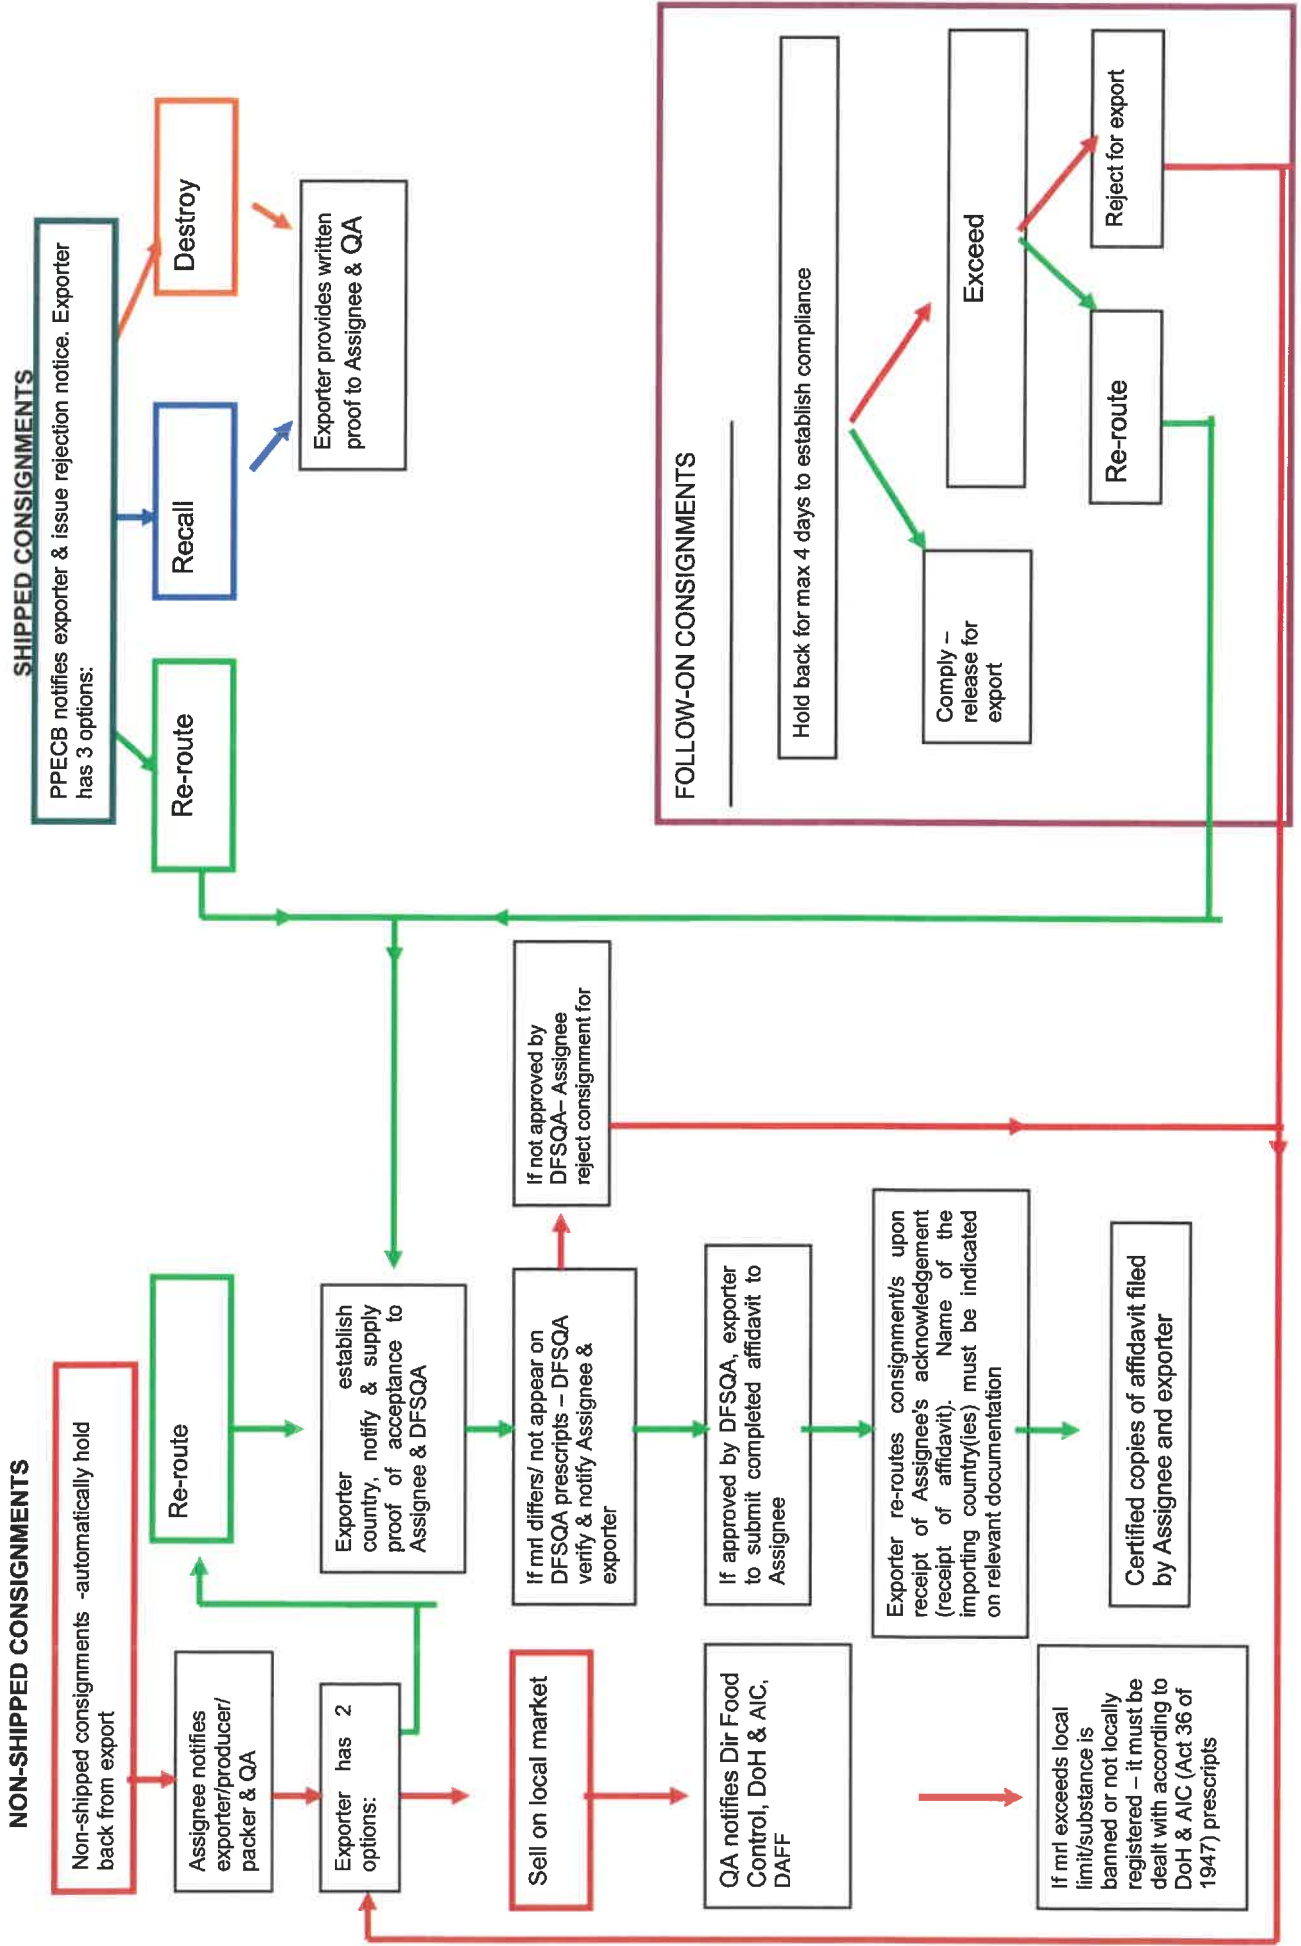 NON-SHIPPED CONSIGNMENTS
Non-shipped consignments -automatically hold
back from export
Assignee notifies
exporter/producer/
packer & QA
Exporter has 2
options:
Sell on local market
QA notifies Dir Food
Control, DoH & AIC,
DAFF
If mrl exceeds local
limit/substance is
banned or not locally
registered – it must be
dealt with according to
DoH & AIC (Act 36 of
1947) prescripts
Re-route
Exporter establish
country, notify & supply
proof of acceptance to
Assignee & DFSQA
If mrl differs/ not appear on
DFSQA prescripts – DFSQA
verify & notify Assignee &
exporter
If not approved by
DFSQA– Assignee
reject consignment for
If approved by DFSQA, exporter
to submit completed affidavit to
Assignee
Exporter re-routes consignment/s upon
receipt of Assignee's acknowledgement
(receipt of affidavit). Name of the
importing country(ies) must be indicated
on relevant documentation
Certified copies of affidavit filed
by Assignee and exporter
SHIPPED CONSIGNMENTS
PPECB notifies exporter & issue rejection notice. Exporter
has 3 options:
Re-route
Recall
Destroy
Exporter provides written
proof to Assignee & QA
FOLLOW-ON CONSIGNMENTS
Hold back for max 4 days to establish compliance
Comply –
release for
export
Exceed
Re-route
Reject for export